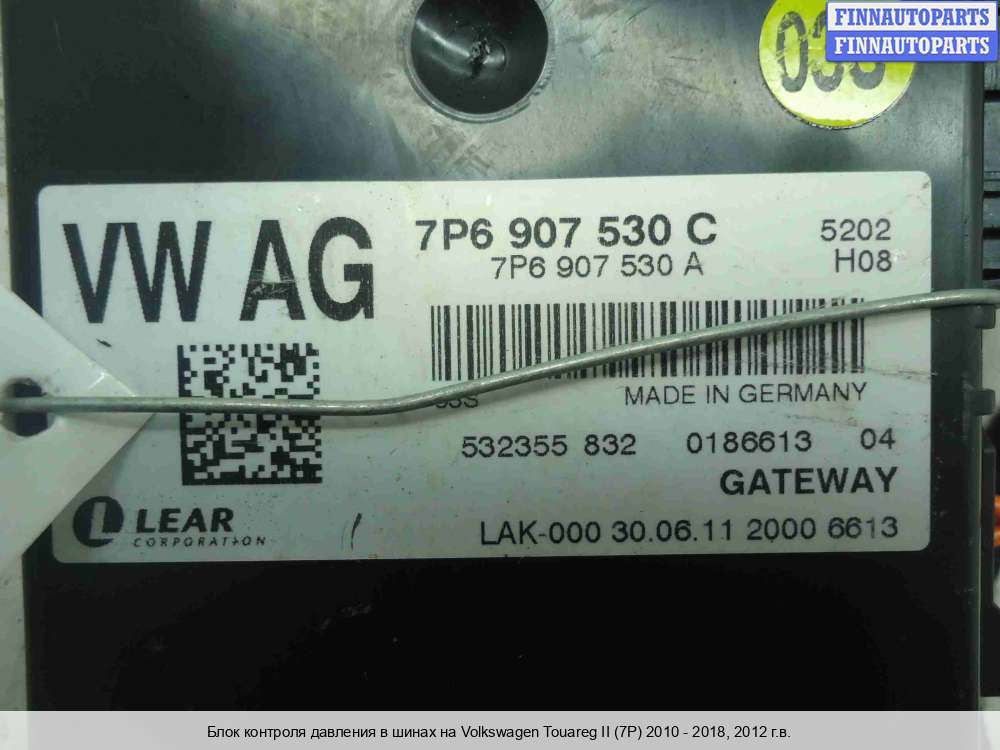 FINNAUTOPARTS
FINNAUTOPARTS
VW AG
7P6 907 530 C
5202
7P6 907 530 A
H08
MADE IN GERMANY
532355 832 0186613 04
GATEWAY
LEAR
CORPORATION
LAK-000 30.06.11 2000 6613
Блок контроля давления в шинах на Volkswagen Touareg II (7P) 2010 - 2018, 2012 г.в.